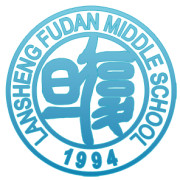 LANSHENG FUDAN MIDDLE SCHOOL
1994